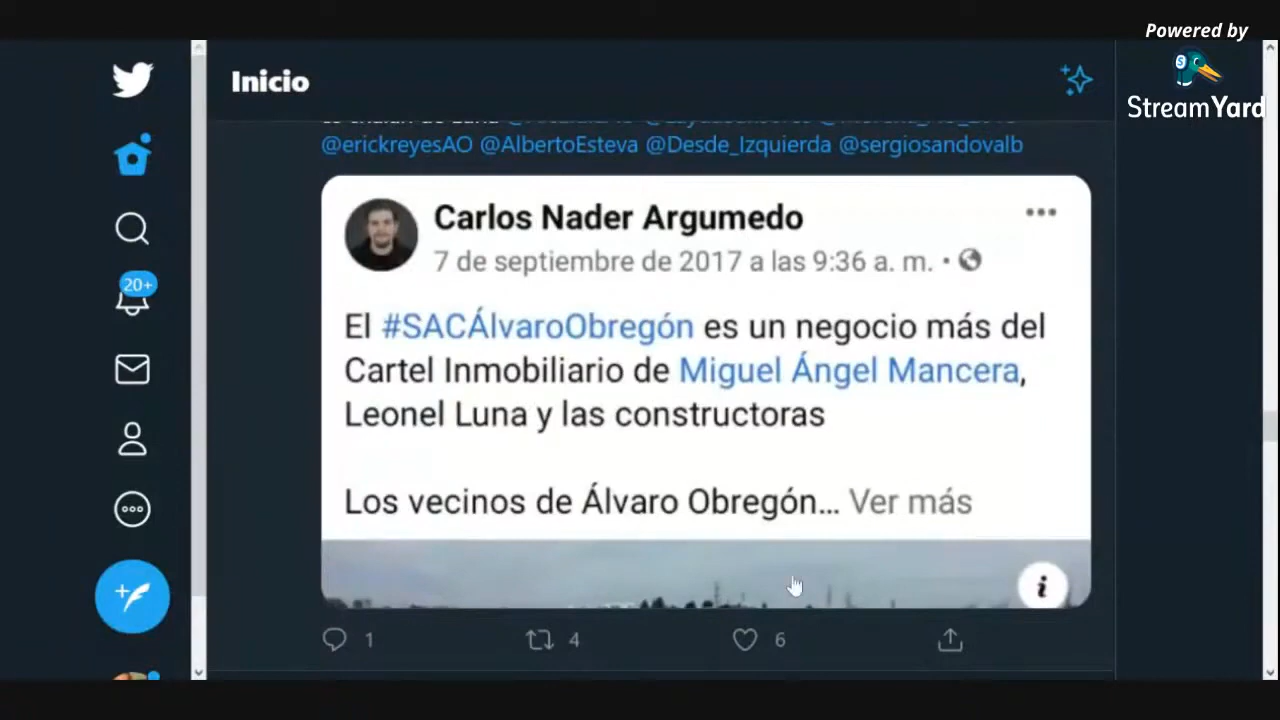 Powered by
StreamYard
Inicio
@erickreyesAO @AlbertoEsteva @Desde_Izquierda @sergiosandovalb
Carlos Nader Argumedo
7 de septiembre de 2017 a las 9:36 a. m. •
El #SACÁlvaroObregón es un negocio más del
Cartel Inmobiliario de Miguel Ángel Mancera,
Leonel Luna y las constructoras
Los vecinos de Álvaro Obregón... Ver más
20+
1
4
6